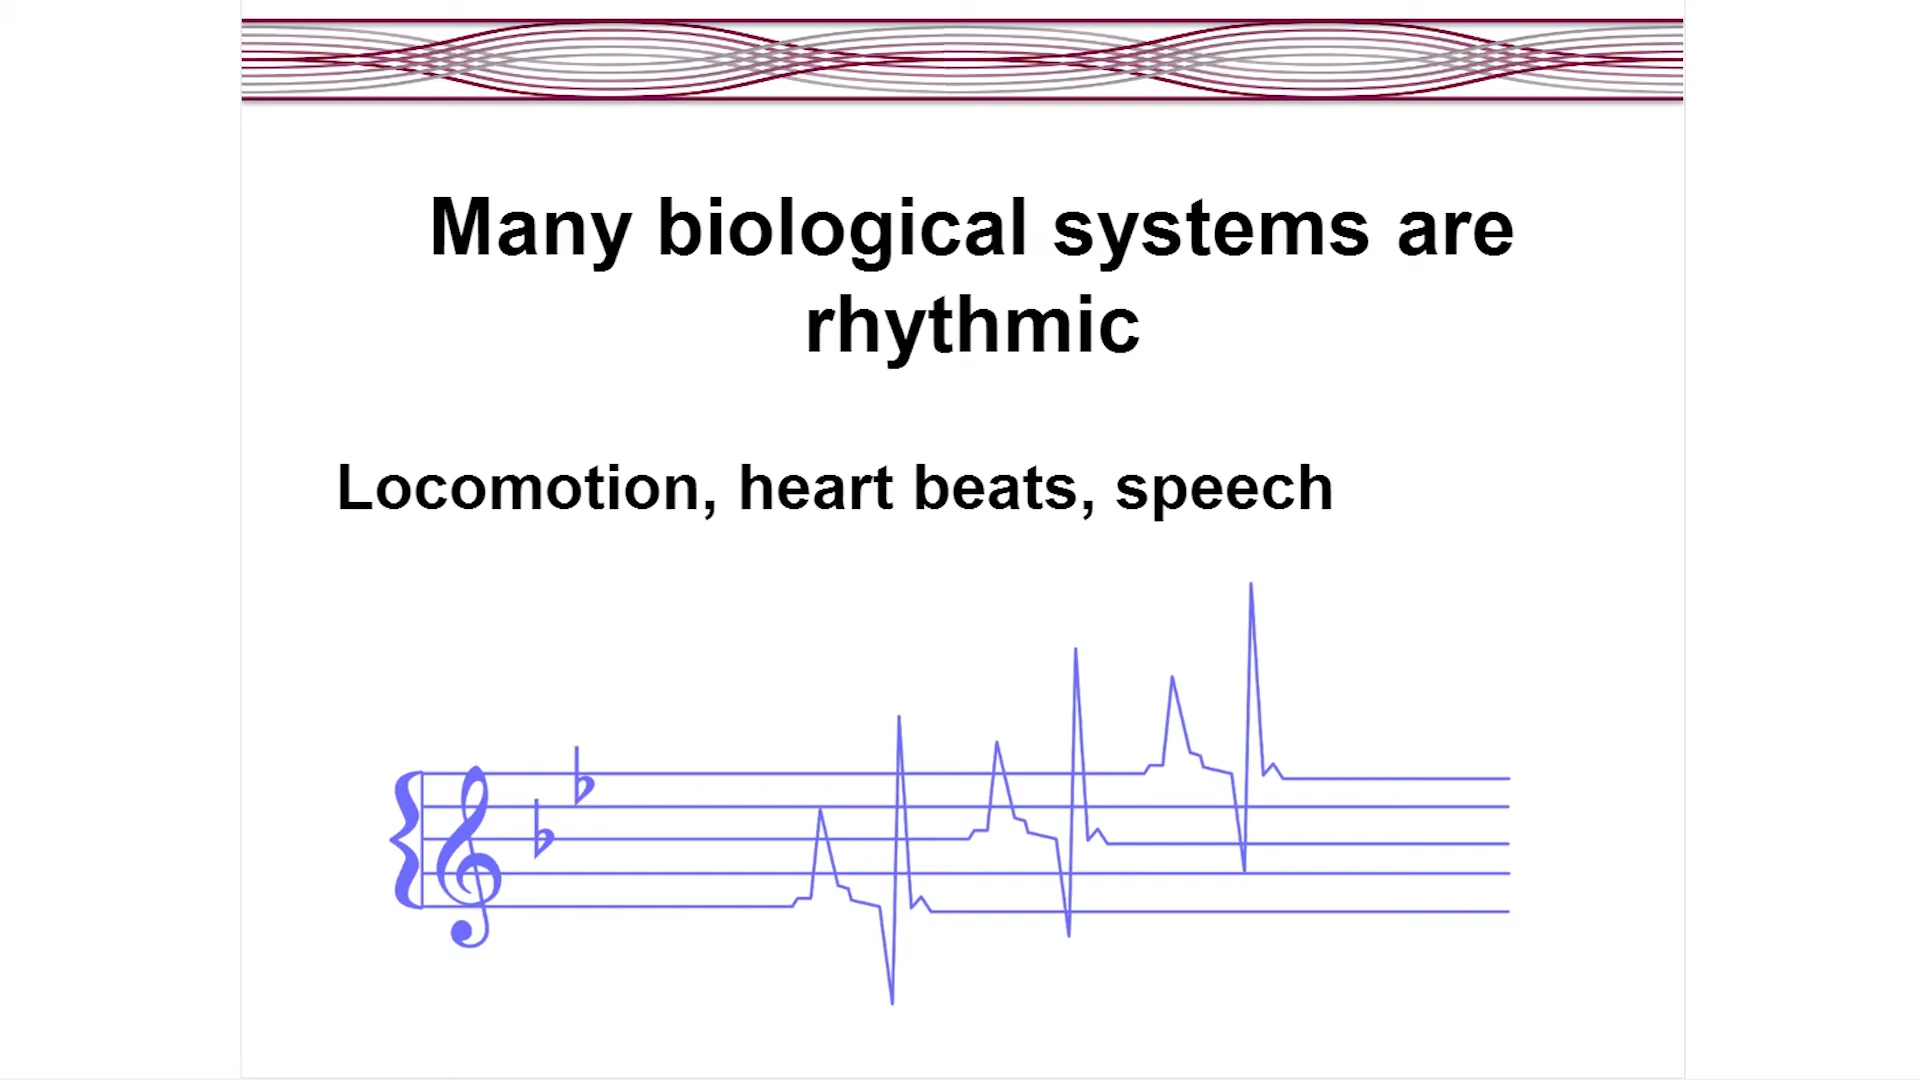 Many biological systems are
rhythmic
Locomotion, heart beats, speech